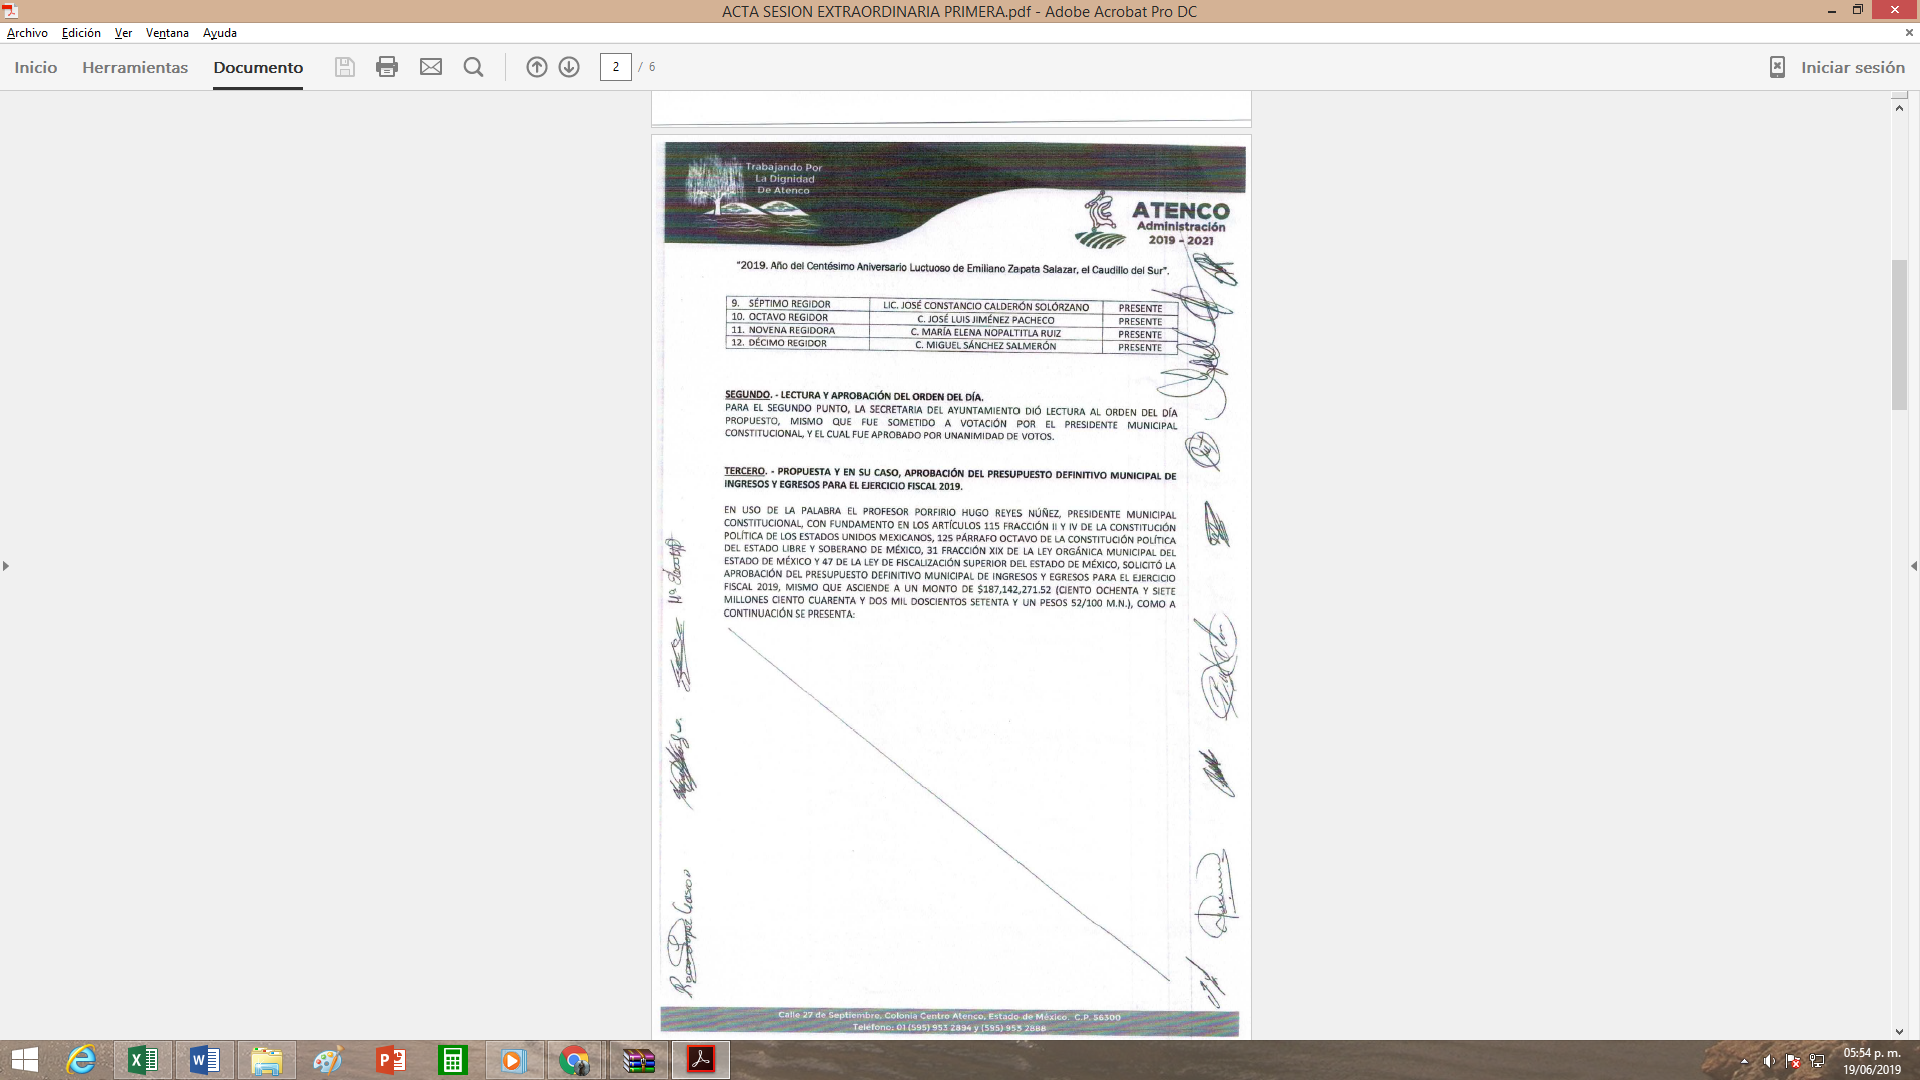 ACTA SESION EXTRAORDINARIA PRIMERA.pdf - Adobe Acrobat Pro DC
Archivo Edición Ver Ventana Ayuda
Inicio Herramientas Documento 2 / 6 Iniciar sesión
Trabajando Por
La Dignidad
De Atenco
ATENCO
Administración
2019 - 2021
"2019. Año del Centésimo Aniversario Luctuoso de Emiliano Zapata Salazar, el Caudillo del Sur".
9. SÉPTIMO REGIDOR LIC. JOSÉ CONSTANCIO CALDERÓN SOLÓRZANO PRESENTE
10. OCTAVO REGIDOR C. JOSÉ LUIS JIMÉNEZ PACHECO PRESENTE
11. NOVENA REGIDORA C. MARÍA ELENA NOPALTITLA RUIZ PRESENTE
12. DÉCIMO REGIDOR C. MIGUEL SÁNCHEZ SALMERÓN PRESENTE
SEGUNDO. - LECTURA Y APROBACIÓN DEL ORDEN DEL DÍA.
PARA EL SEGUNDO PUNTO, LA SECRETARIA DEL AYUNTAMIENTO DIÓ LECTURA AL ORDEN DEL DÍA
PROPUESTO, MISMO QUE FUE SOMETIDO A VOTACIÓN POR EL PRESIDENTE MUNICIPAL
CONSTITUCIONAL, Y EL CUAL FUE APROBADO POR UNANIMIDAD DE VOTOS.
TERCERO. - PROPUESTA Y EN SU CASO, APROBACIÓN DEL PRESUPUESTO DEFINITIVO MUNICIPAL DE
INGRESOS Y EGRESOS PARA EL EJERCICIO FISCAL 2019.
EN USO DE LA PALABRA EL PROFESOR PORFIRIO HUGO REYES NÚÑEZ, PRESIDENTE MUNICIPAL
CONSTITUCIONAL, CON FUNDAMENTO EN LOS ARTÍCULOS 115 FRACCIÓN II Y IV DE LA CONSTITUCIÓN
POLÍTICA DE LOS ESTADOS UNIDOS MEXICANOS, 125 PÁRRAFO OCTAVO DE LA CONSTITUCIÓN POLÍTICA
DEL ESTADO LIBRE Y SOBERANO DE MÉXICO, 31 FRACCIÓN XIX DE LA LEY ORGÁNICA MUNICIPAL DEL
ESTADO DE MÉXICO Y 47 DE LA LEY DE FISCALIZACIÓN SUPERIOR DEL ESTADO DE MÉXICO, SOLICITÓ LA
APROBACIÓN DEL PRESUPUESTO DEFINITIVO MUNICIPAL DE INGRESOS Y EGRESOS PARA EL EJERCICIO
FISCAL 2019, MISMO QUE ASCIENDE A UN MONTO DE $187,142,271.52 (CIENTO OCHENTA Y SIETE
MILLONES CIENTO CUARENTA Y DOS MIL DOSCIENTOS SETENTA Y UN PESOS 52/100 M.N.), COMO A
CONTINUACIÓN SE PRESENTA:
Calle 27 de Septiembre, Colonia Centro Atenco, Estado de México. C.P. 56300
Teléfono: 01 (595) 953 2894 y (595) 953 2888
05:54 p. m.
19/06/2019